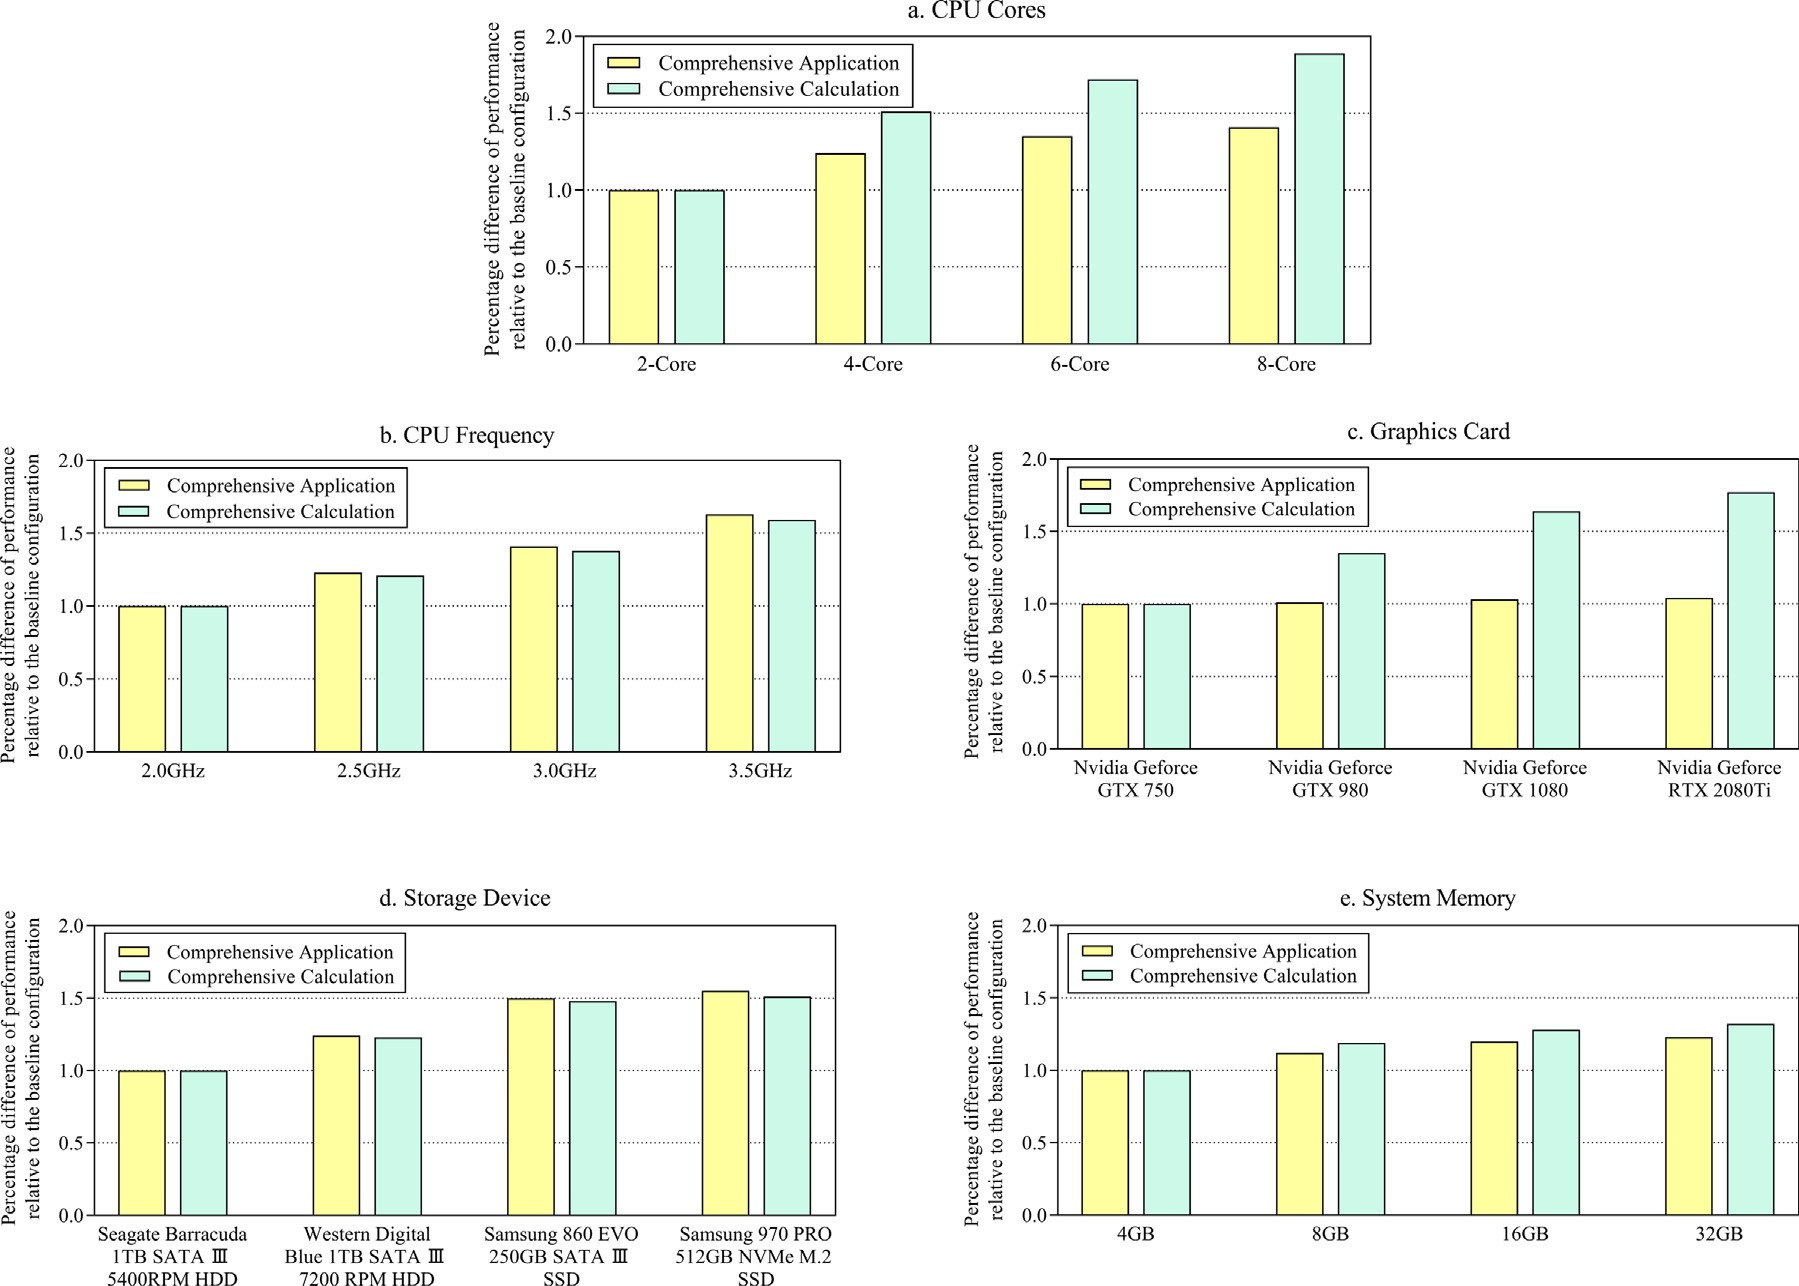 a. CPU Cores
Percentage difference of performance
relative to the baseline configuration
2.0
1.5
1.0
0.5
0.0
Comprehensive Application
Comprehensive Calculation
2-Core
4-Core
6-Core
8-Core
b. CPU Frequency
Percentage difference of performance
relative to the baseline configuration
2.0
1.5
1.0
0.5
0.0
Comprehensive Application
Comprehensive Calculation
2.0GHz
2.5GHz
3.0GHz
3.5GHz
c. Graphics Card
Percentage difference of performance
relative to the baseline configuration
2.0
1.5
1.0
0.5
0.0
Comprehensive Application
Comprehensive Calculation
Nvidia Geforce
GTX 750
Nvidia Geforce
GTX 980
Nvidia Geforce
GTX 1080
Nvidia Geforce
RTX 2080Ti
d. Storage Device
Percentage difference of performance
relative to the baseline configuration
2.0
1.5
1.0
0.5
0.0
Comprehensive Application
Comprehensive Calculation
Seagate Barracuda
1TB SATA Ⅲ
5400RPM HDD
Western Digital
Blue 1TB SATA Ⅲ
7200 RPM HDD
Samsung 860 EVO
250GB SATA Ⅲ
SSD
Samsung 970 PRO
512GB NVMe M.2
SSD
e. System Memory
Percentage difference of performance
relative to the baseline configuration
2.0
1.5
1.0
0.5
0.0
Comprehensive Application
Comprehensive Calculation
4GB
8GB
16GB
32GB